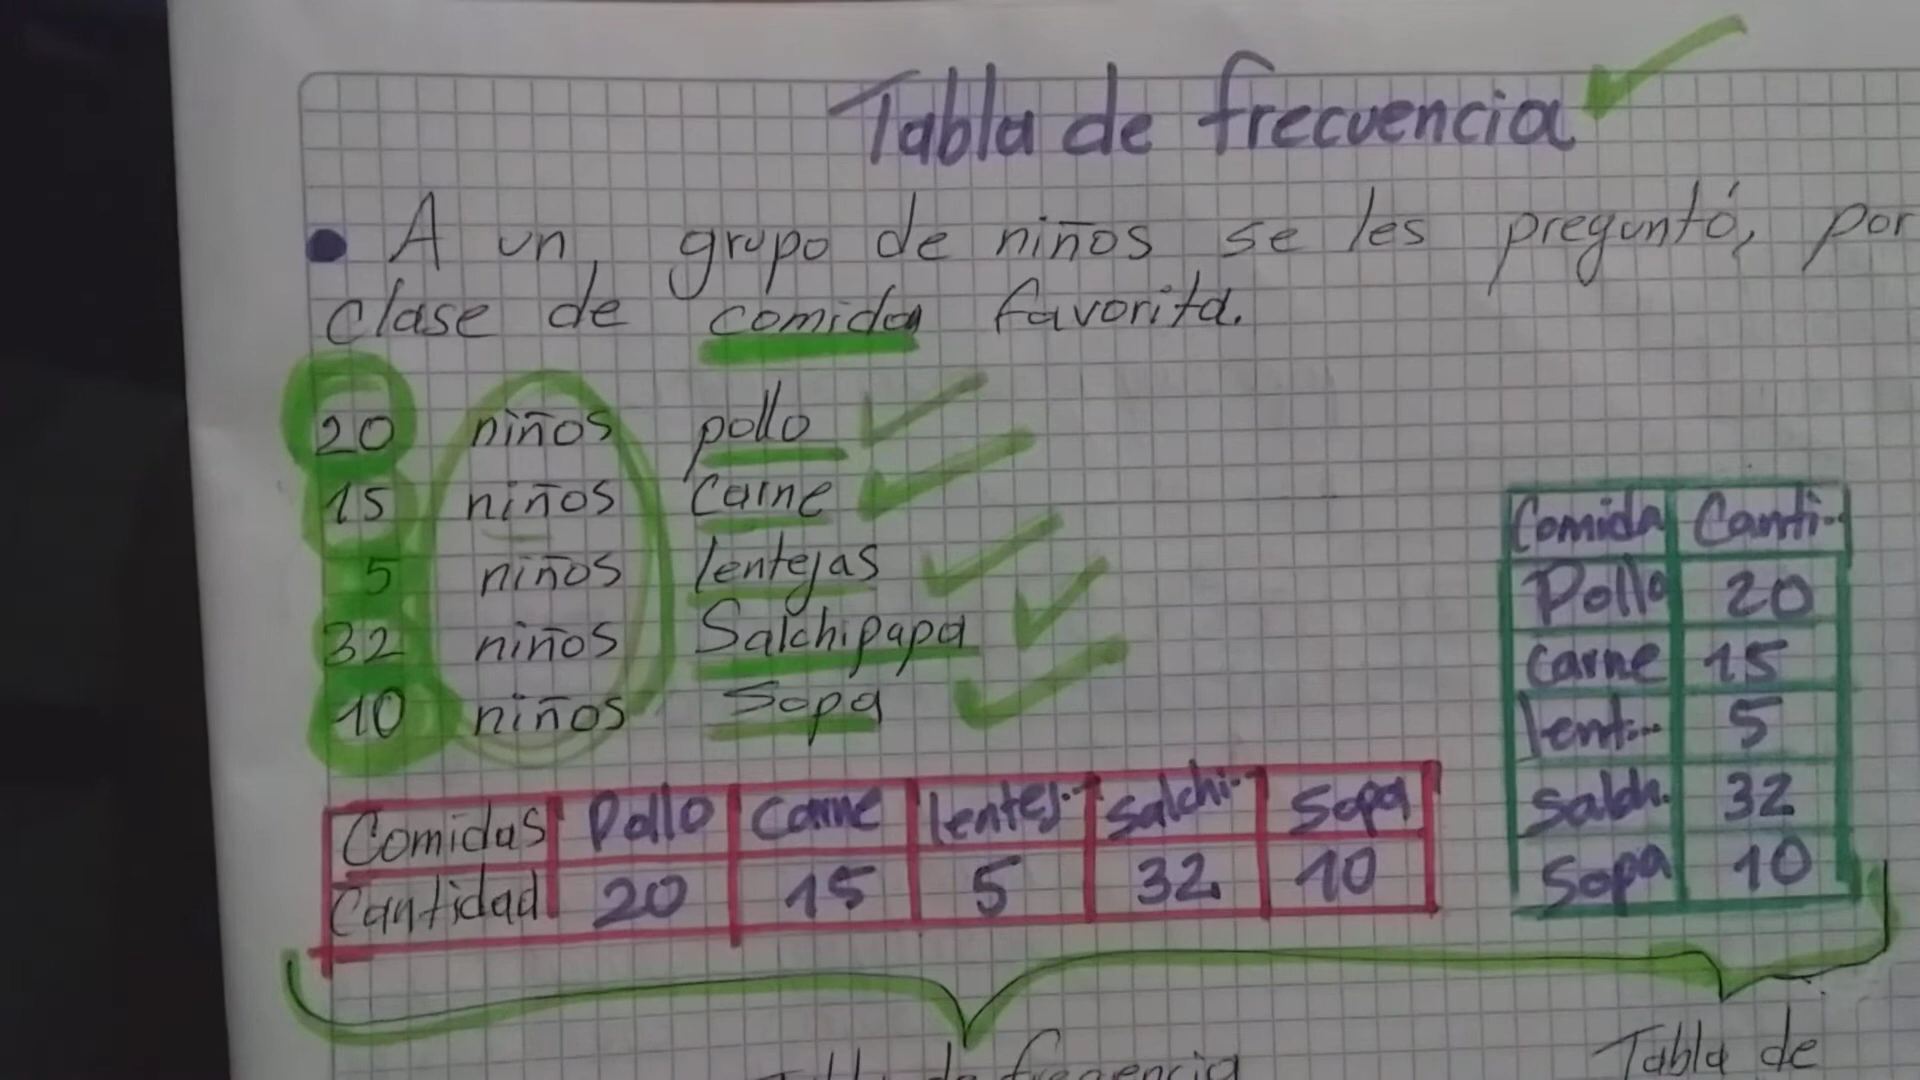 Tabla de frecuencia
A un grupo de niños se les preguntó, por
clase de comida favorita.
20 niños pollo
15 niños Carne
5 niños lentejas
32 niños Salchipapa
10 niños Sopa
Comidas Pollo Carne lentej.. Salchi.. Sopa
Cantidad 20 15 5 32 10
Comida Canti..
Pollo 20
Carne 15
lent... 5
Salch. 32
Sopa 10
Tabla de